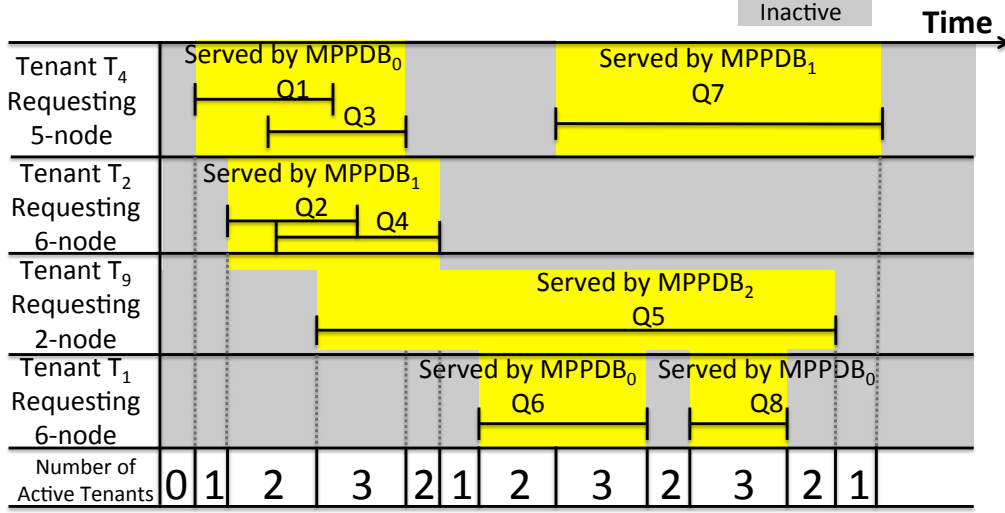 Inactive
Time
Tenant T4
Requesting
5-node
Served by MPPDB0
Q1
Q3
Served by MPPDB1
Q7
Tenant T2
Requesting
6-node
Served by MPPDB1
Q2
Q4
Tenant T9
Requesting
2-node
Served by MPPDB2
Q5
Tenant T1
Requesting
6-node
Served by MPPDB0
Q6
Served by MPPDB0
Q8
Number of
Active Tenants
0 1 2 3 2 1 2 3 2 3 2 1